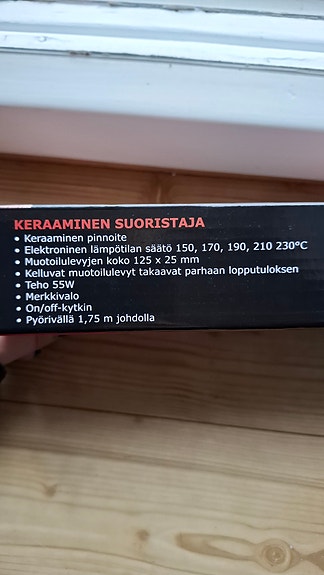 KERAAMINEN SUORISTAJA
• Keraaminen pinnoite
• Elektroninen lämpötilan säätö 150, 170, 190, 210 230ºC
• Muotoilulevyjen koko 125 x 25 mm
• Kelluvat muotoilulevyt takaavat parhaan lopputuloksen
• Teho 55W
• Merkkivalo
• On/off-kytkin
• Pyörivällä 1,75 m johdolla